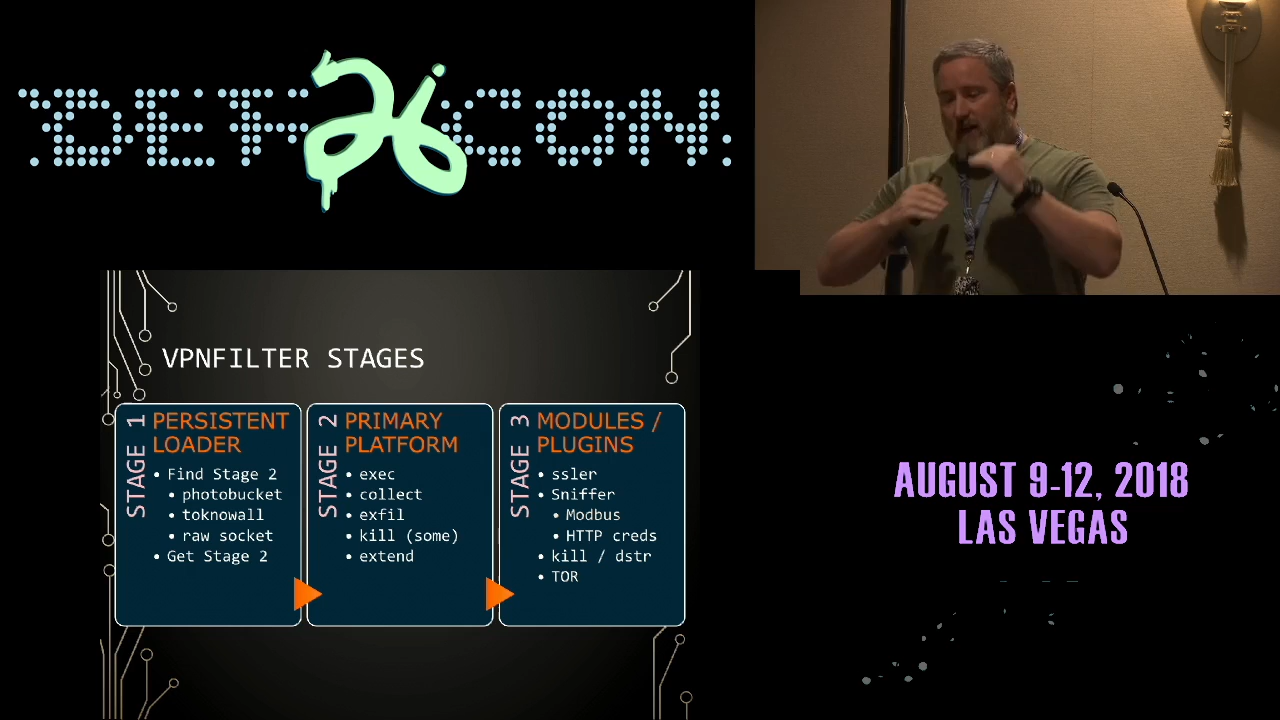 DEF 26 CON
VPNFILTER STAGES
STAGE 1
PERSISTENT
LOADER
• Find Stage 2
• photobucket
• toknowall
• raw socket
• Get Stage 2
STAGE 2
PRIMARY
PLATFORM
• exec
• collect
• exfil
• kill (some)
• extend
STAGE 3
MODULES /
PLUGINS
• ssler
• Sniffer
• Modbus
• HTTP creds
• kill / dstr
• TOR
AUGUST 9-12, 2018
LAS VEGAS